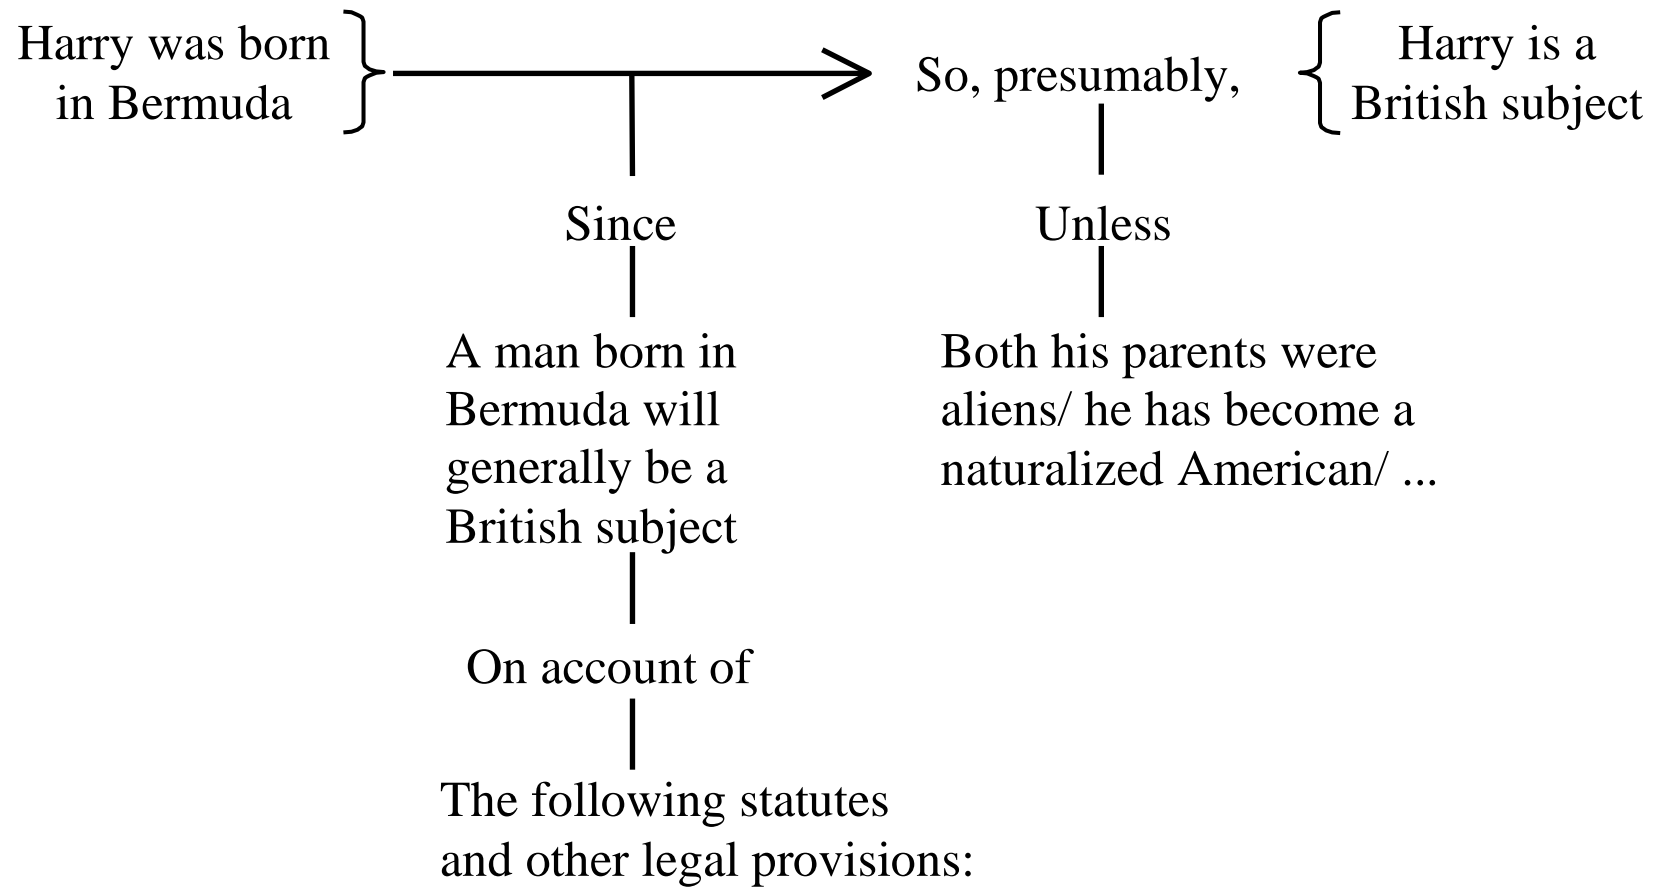 Harry was born
in Bermuda
So, presumably,
Harry is a
British subject
Since
Unless
A man born in
Bermuda will
generally be a
British subject
Both his parents were
aliens/ he has become a
naturalized American/ ...
On account of
The following statutes
and other legal provisions: